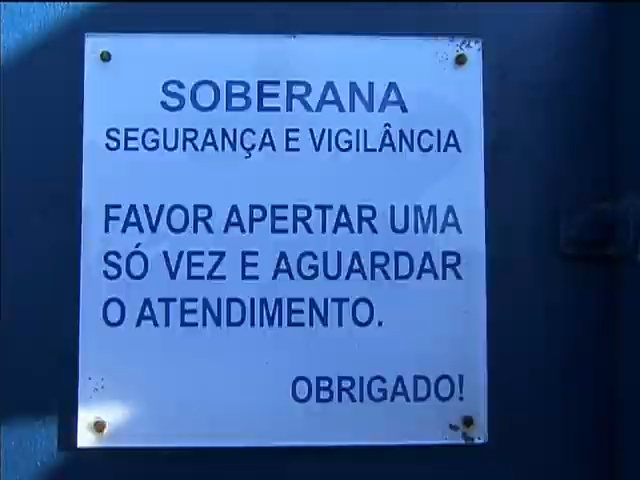 SOBERANA
SEGURANÇA E VIGILÂNCIA
FAVOR APERTAR UMA
SÓ VEZ E AGUARDAR
O ATENDIMENTO.
OBRIGADO!